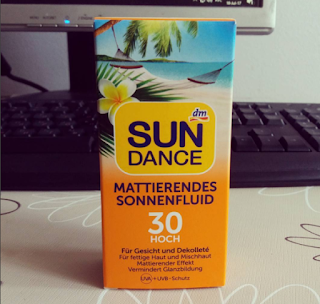 dm
SUN
DANCE
MATTIERENDES
SONNENFLUID
30
HOCH
Für Gesicht und Dekolleté
Für fettige Haut und Mischhaut
Mattierender Effekt
Vermindert Glanzbildung
UVA+UVB-Schutz